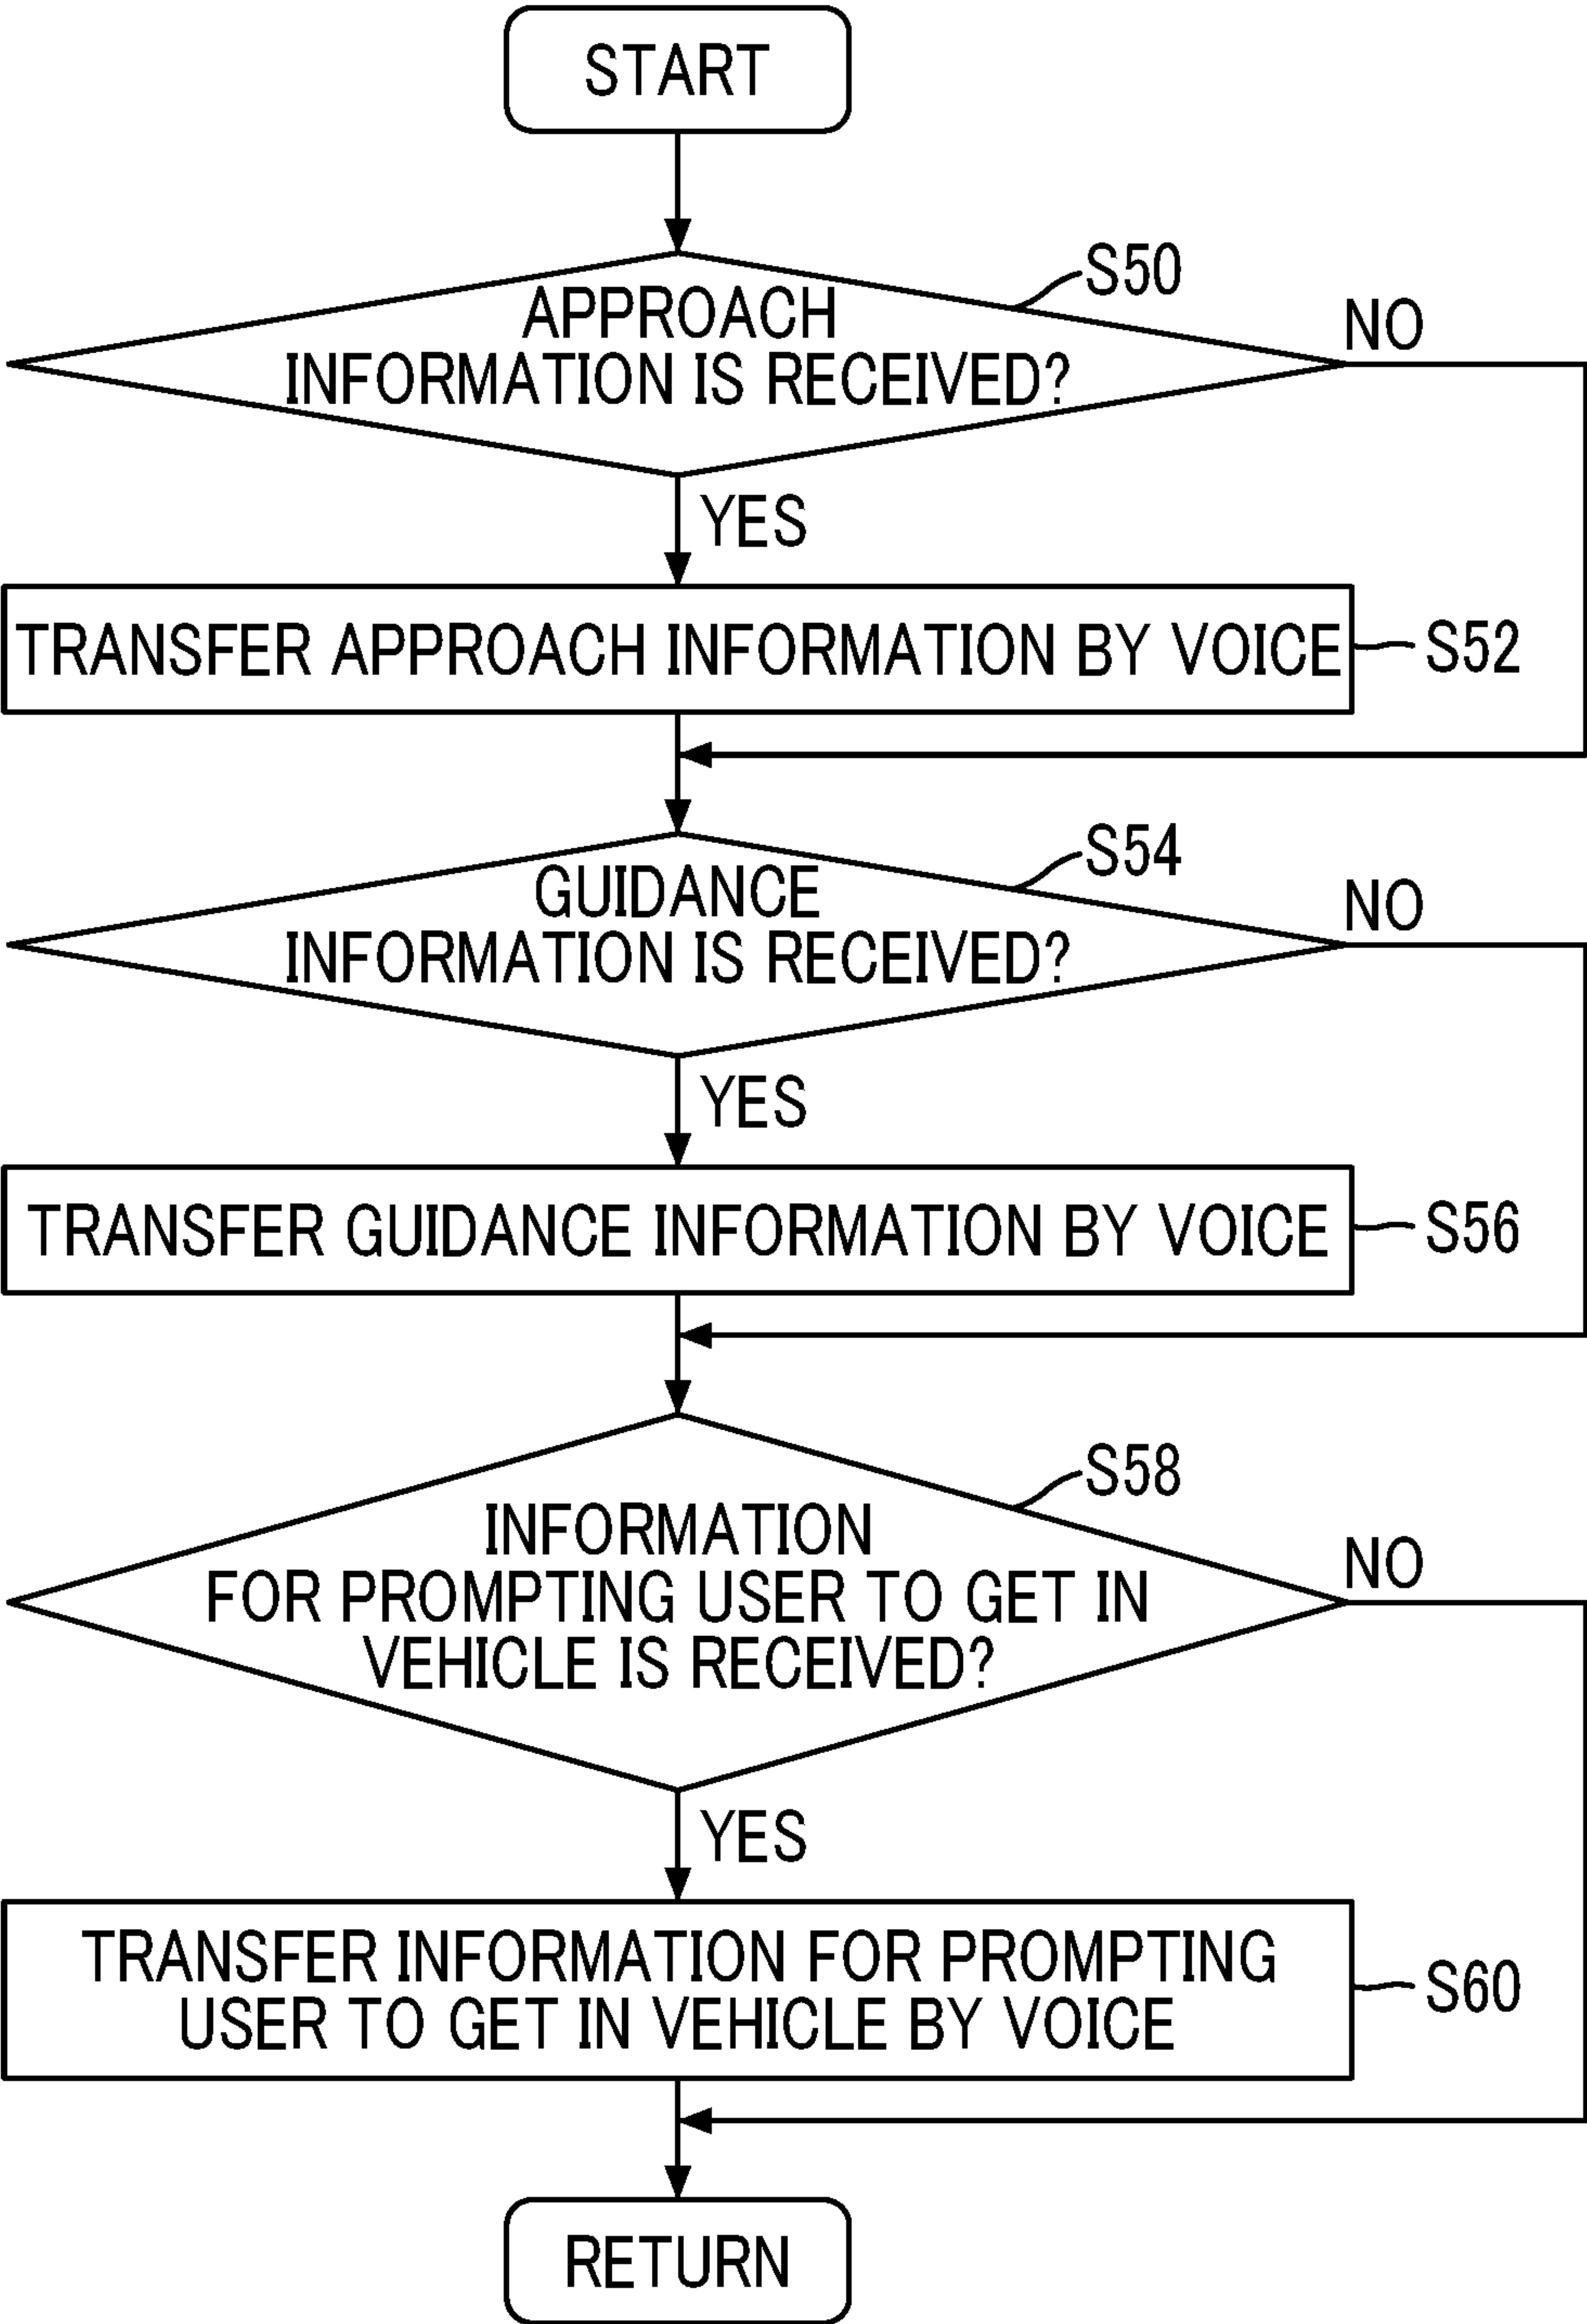 START
S50
APPROACH
INFORMATION IS RECEIVED?
NO
YES
TRANSFER APPROACH INFORMATION BY VOICE
S52
S54
GUIDANCE
INFORMATION IS RECEIVED?
NO
YES
TRANSFER GUIDANCE INFORMATION BY VOICE
S56
S58
INFORMATION
FOR PROMPTING USER TO GET IN
VEHICLE IS RECEIVED?
NO
YES
TRANSFER INFORMATION FOR PROMPTING
USER TO GET IN VEHICLE BY VOICE
S60
RETURN